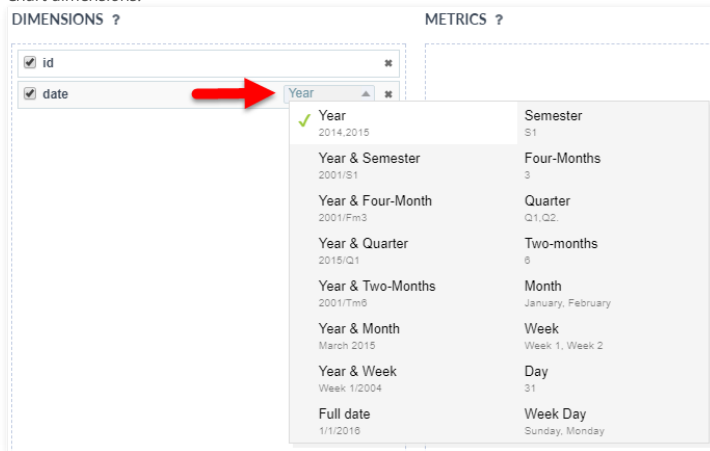 chart dimensions.
DIMENSIONS ?
METRICS ?
id
date
Year
Year
2014,2015
Semester
S1
Year & Semester
2001/S1
Four-Months
3
Year & Four-Month
2001/Fm3
Quarter
Q1,Q2.
Year & Quarter
2015/Q1
Two-months
6
Year & Two-Months
2001/Tm6
Month
January, February
Year & Month
March 2015
Week
Week 1, Week 2
Year & Week
Week 1/2004
Day
31
Full date
1/1/2016
Week Day
Sunday, Monday